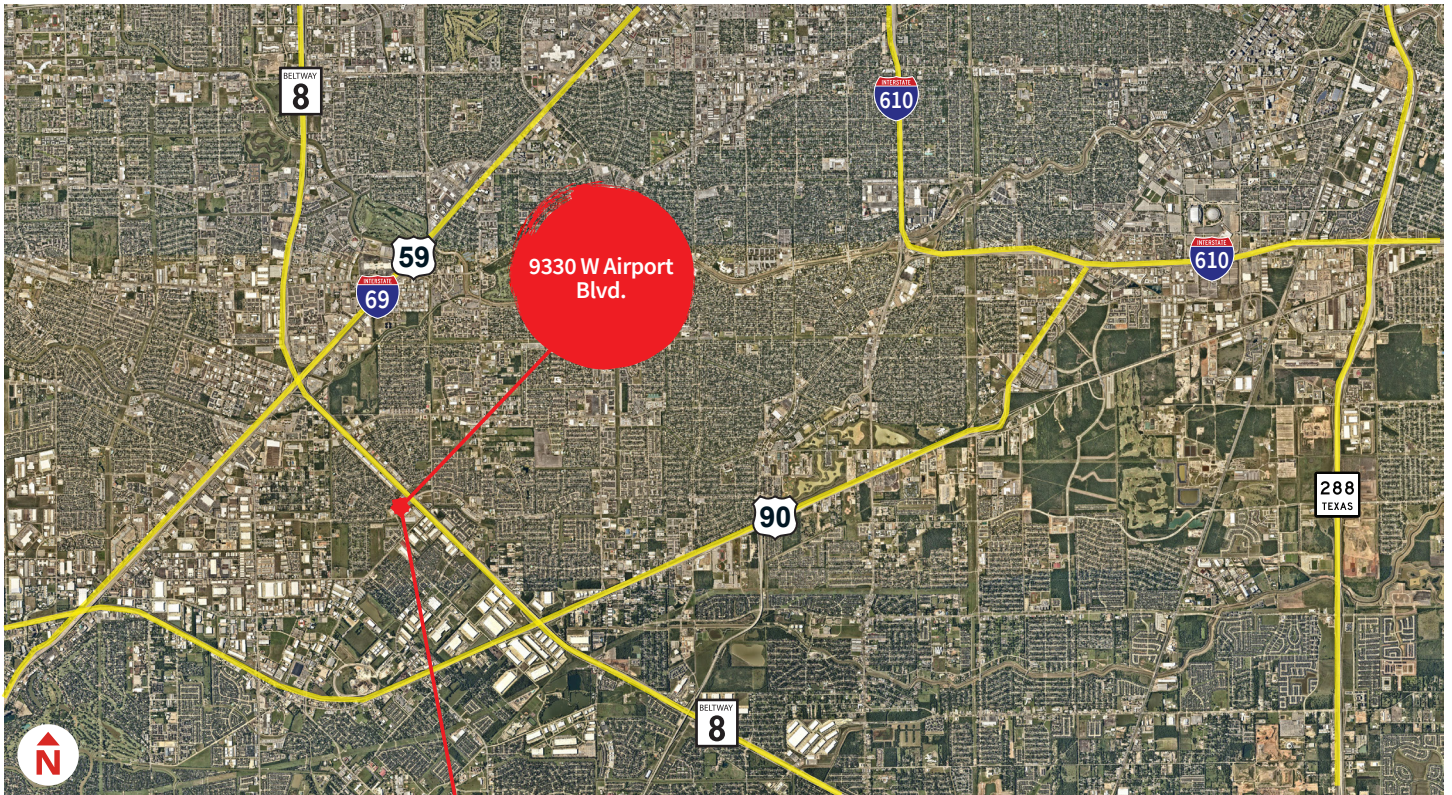 BELTWAY
8
INTERSTATE
610
59
INTERSTATE
69
9330 W Airport
Blvd.
INTERSTATE
610
90
288
TEXAS
BELTWAY
8
N